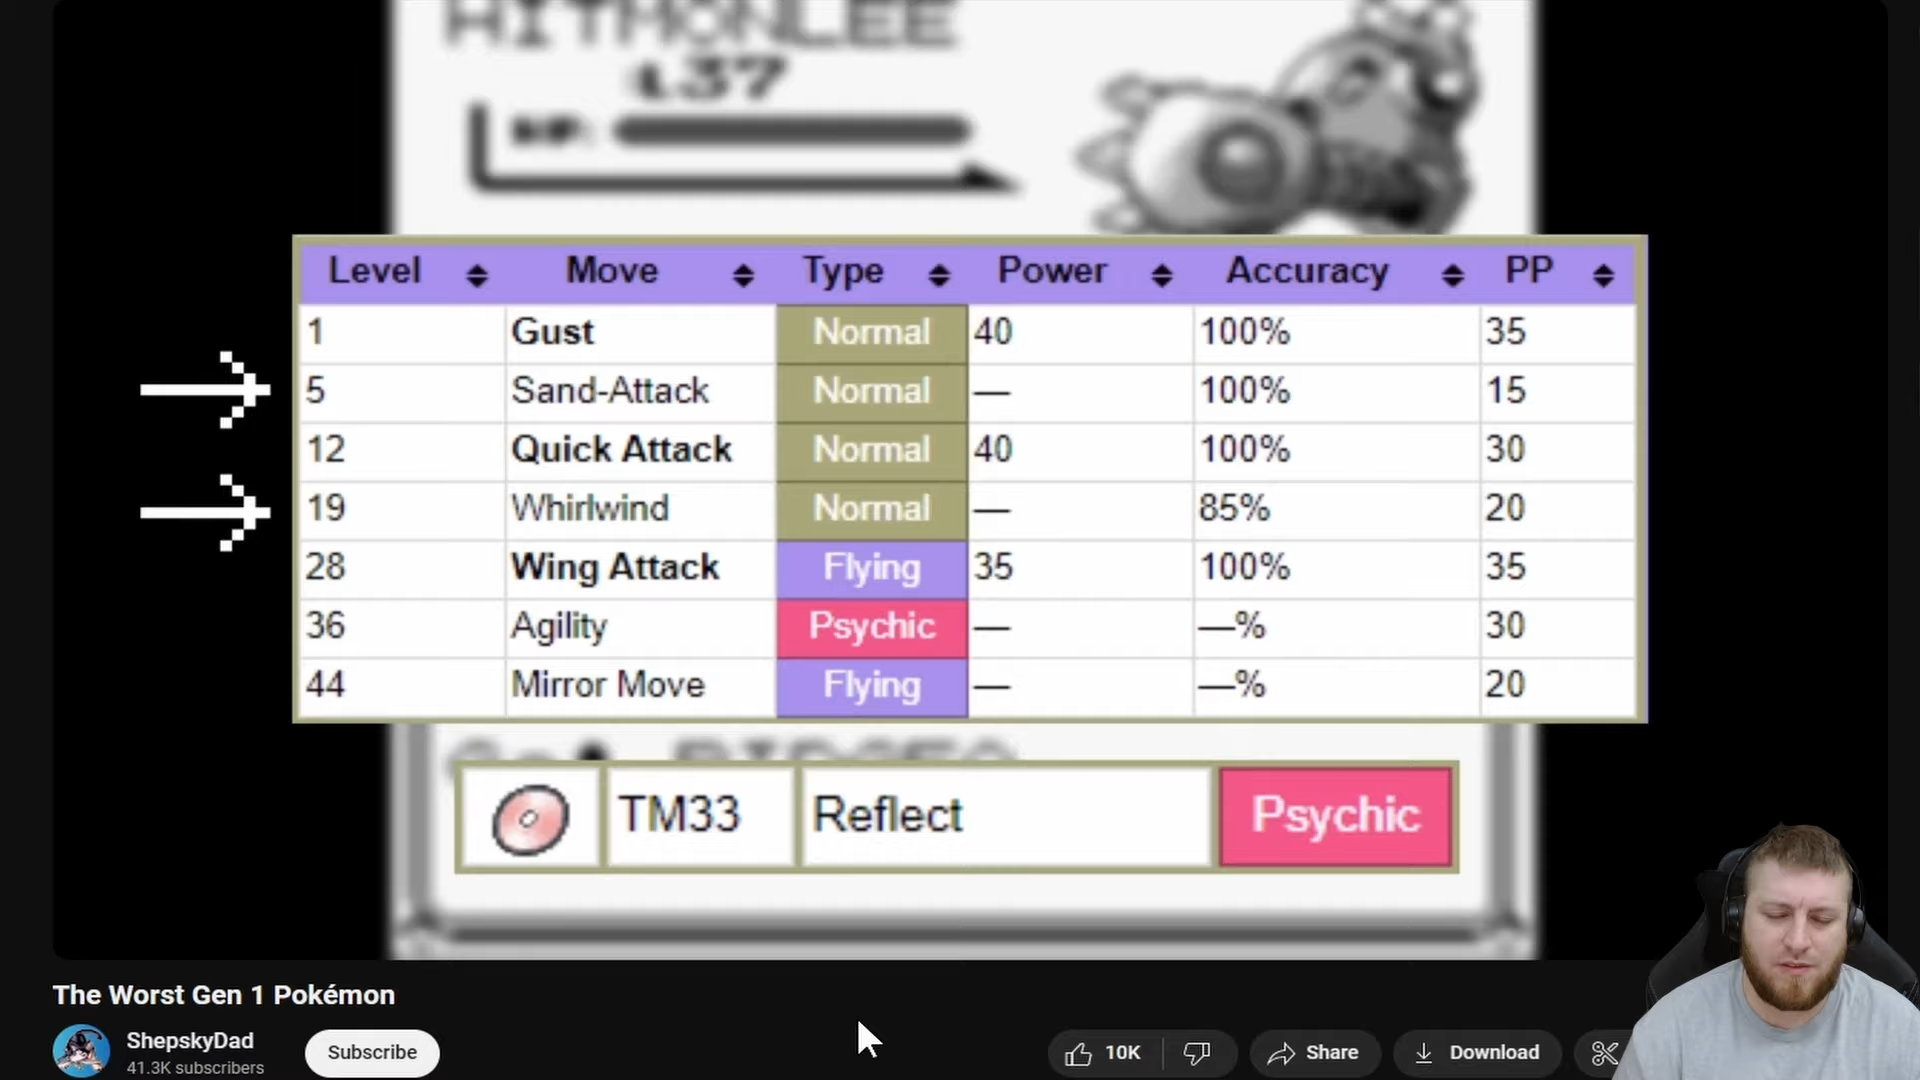 HITMONLEE
:L37
HP:
Level Move Type Power Accuracy PP
1 Gust Normal 40 100% 35
5 Sand-Attack Normal — 100% 15
12 Quick Attack Normal 40 100% 30
19 Whirlwind Normal — 85% 20
28 Wing Attack Flying 35 100% 35
36 Agility Psychic — —% 30
44 Mirror Move Flying — —% 20
TM33 Reflect Psychic
The Worst Gen 1 Pokémon
ShepskyDad
41.3K subscribers
Subscribe
10K
Share
Download